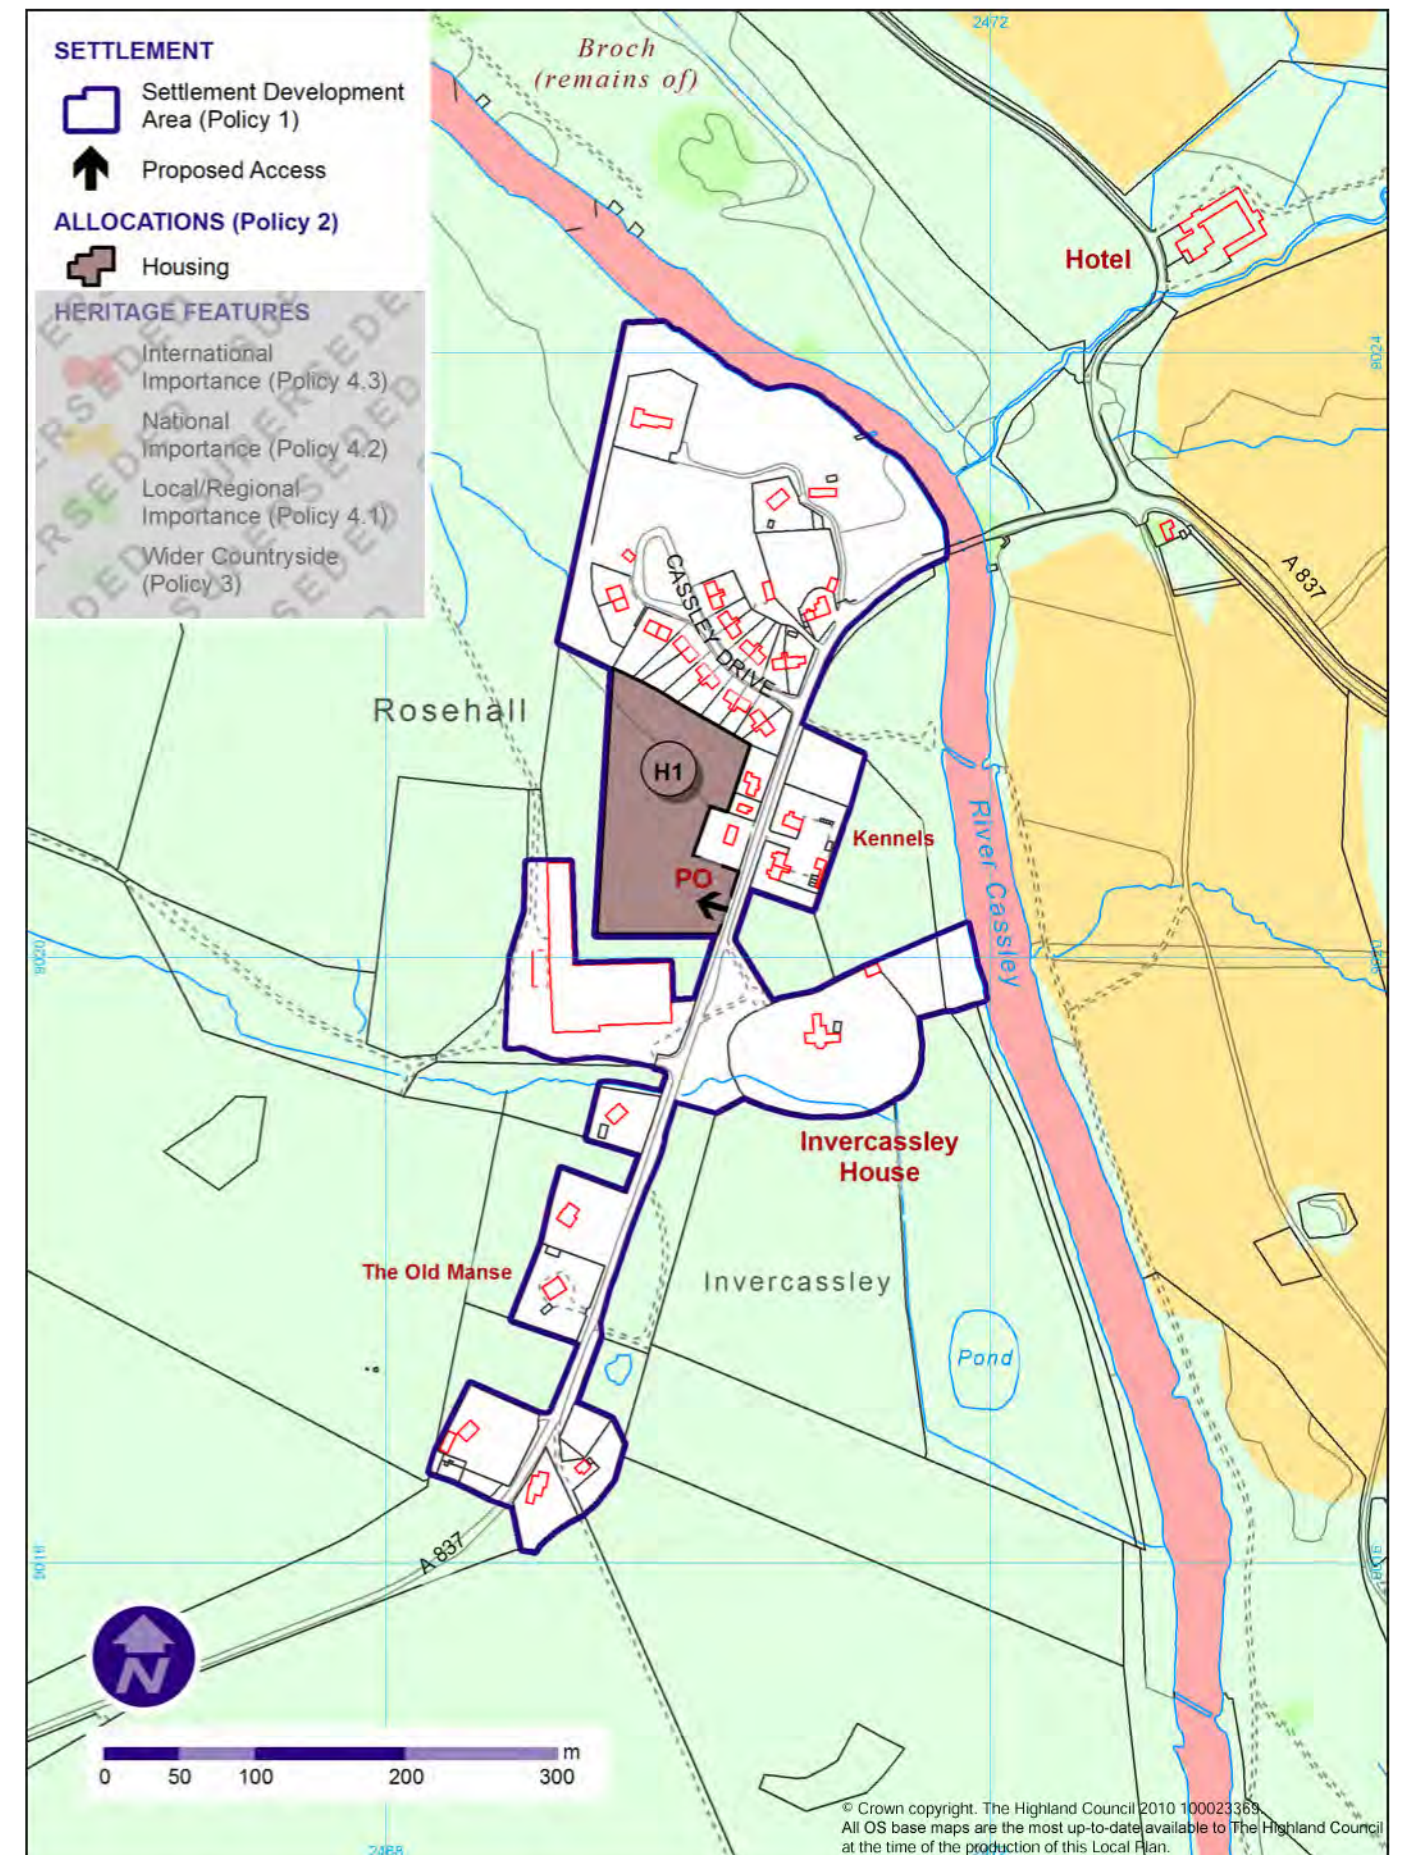 SETTLEMENT
Settlement Development
Area (Policy 1)
Proposed Access
ALLOCATIONS (Policy 2)
Housing
HERITAGE FEATURES
International
Importance (Policy 4.3)
National
Importance (Policy 4.2)
Local/Regional
Importance (Policy 4.1)
Wider Countryside
(Policy 3)
SUPERSEDED
2472
Broch
(remains of)
Hotel
9024
A 837
CASSLEY DRIVE
Rosehall
H1
Kennels
PO
River Cassley
9020
Invercassley
House
The Old Manse
Invercassley
Pond
A 837
N
m
0 50 100 200 300
2468
© Crown copyright. The Highland Council 2010 100023369.
All OS base maps are the most up-to-date available to The Highland Council
at the time of the production of this Local Plan.